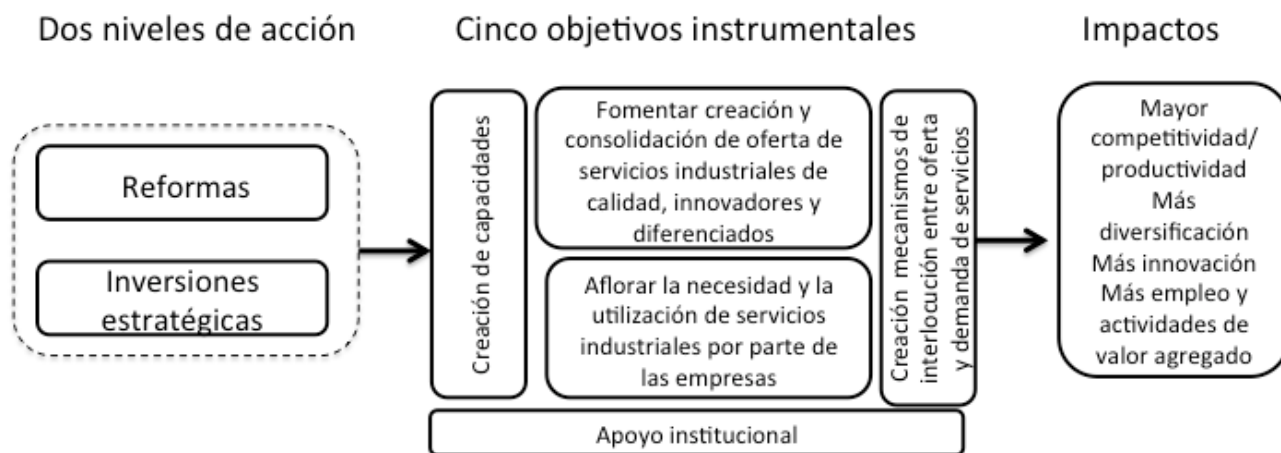 Dos niveles de acción
Cinco objetivos instrumentales
Impactos
Reformas
Inversiones
estratégicas
Creación de capacidades
Fomentar creación y
consolidación de oferta de
servicios industriales de
calidad, innovadores y
diferenciados
Aflorar la necesidad y la
utilización de servicios
industriales por parte de
las empresas
Creación mecanismos de
interlocución entre oferta
y demanda de servicios
Apoyo institucional
Mayor
competitividad/
productividad
Más
diversificación
Más innovación
Más empleo y
actividades de
valor agregado